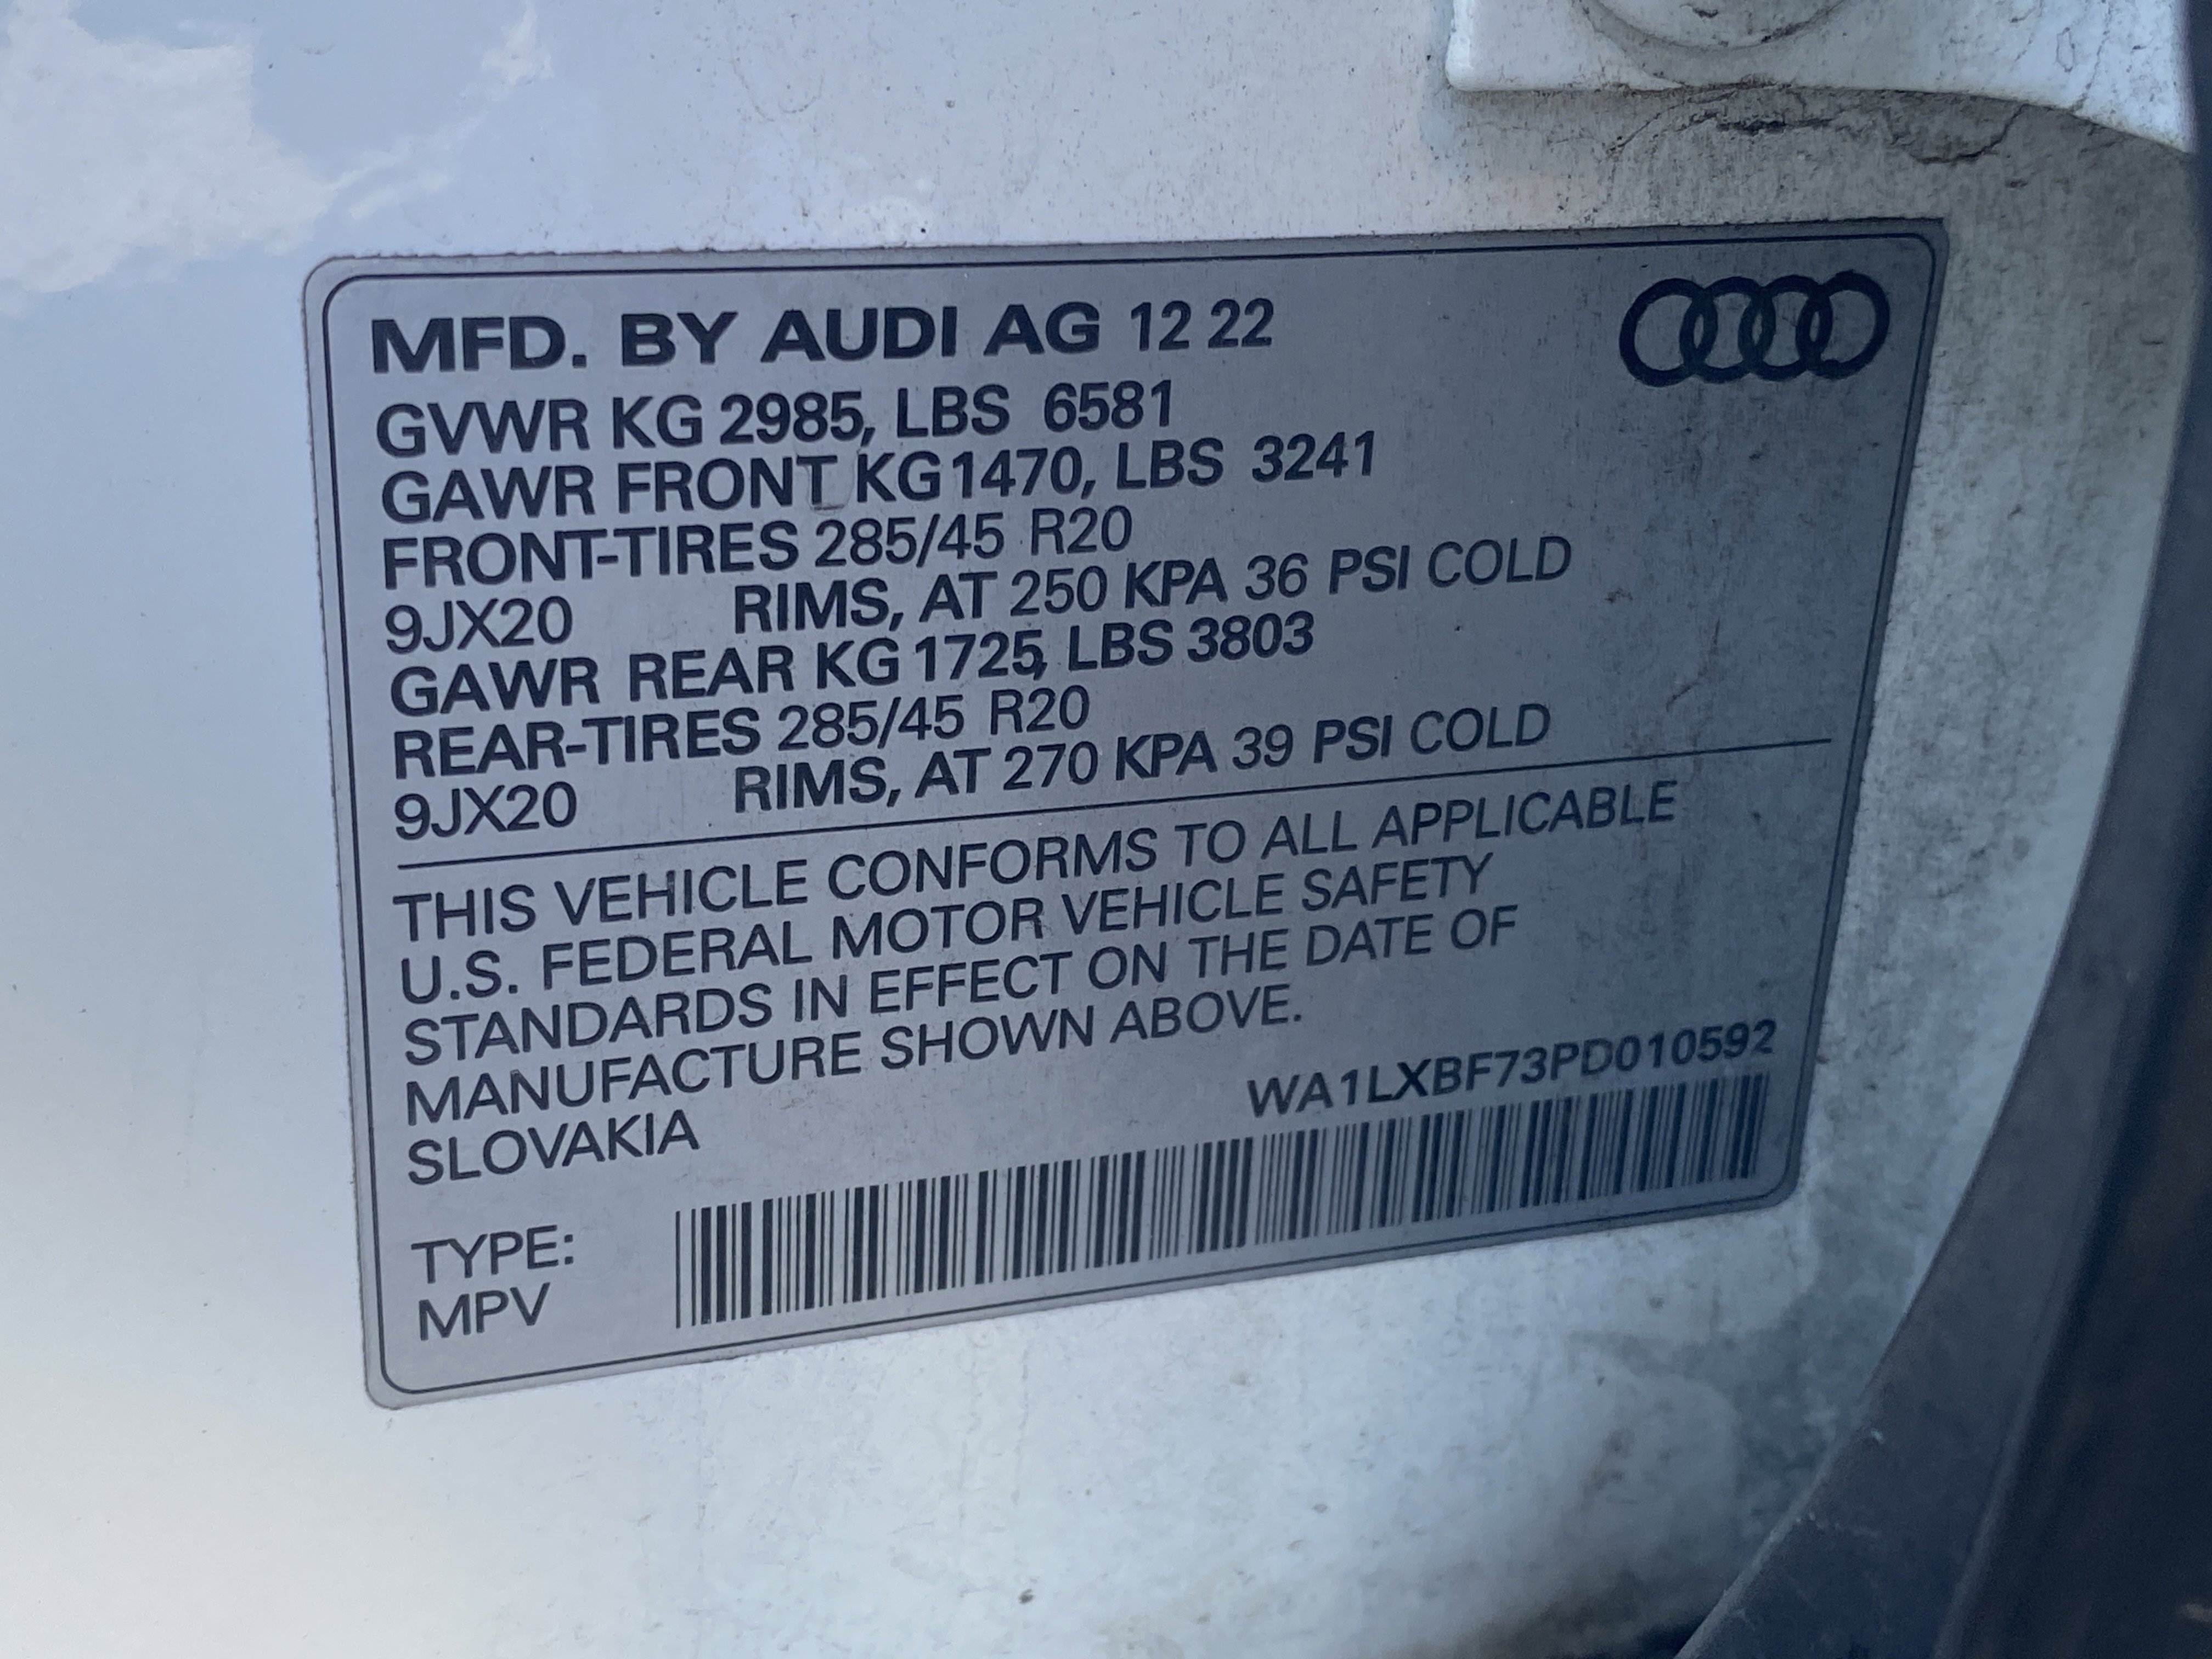 MFD. BY AUDI AG 12 22
GVWR KG 2985, LBS 6581
GAWR FRONT KG 1470, LBS 3241
FRONT-TIRES 285/45 R20
9JX20 RIMS, AT 250 KPA 36 PSI COLD
GAWR REAR KG 1725, LBS 3803
REAR-TIRES 285/45 R20
9JX20 RIMS, AT 270 KPA 39 PSI COLD
THIS VEHICLE CONFORMS TO ALL APPLICABLE
U.S. FEDERAL MOTOR VEHICLE SAFETY
STANDARDS IN EFFECT ON THE DATE OF
MANUFACTURE SHOWN ABOVE.
SLOVAKIA
WA1LXBF73PD010592
TYPE:
MPV